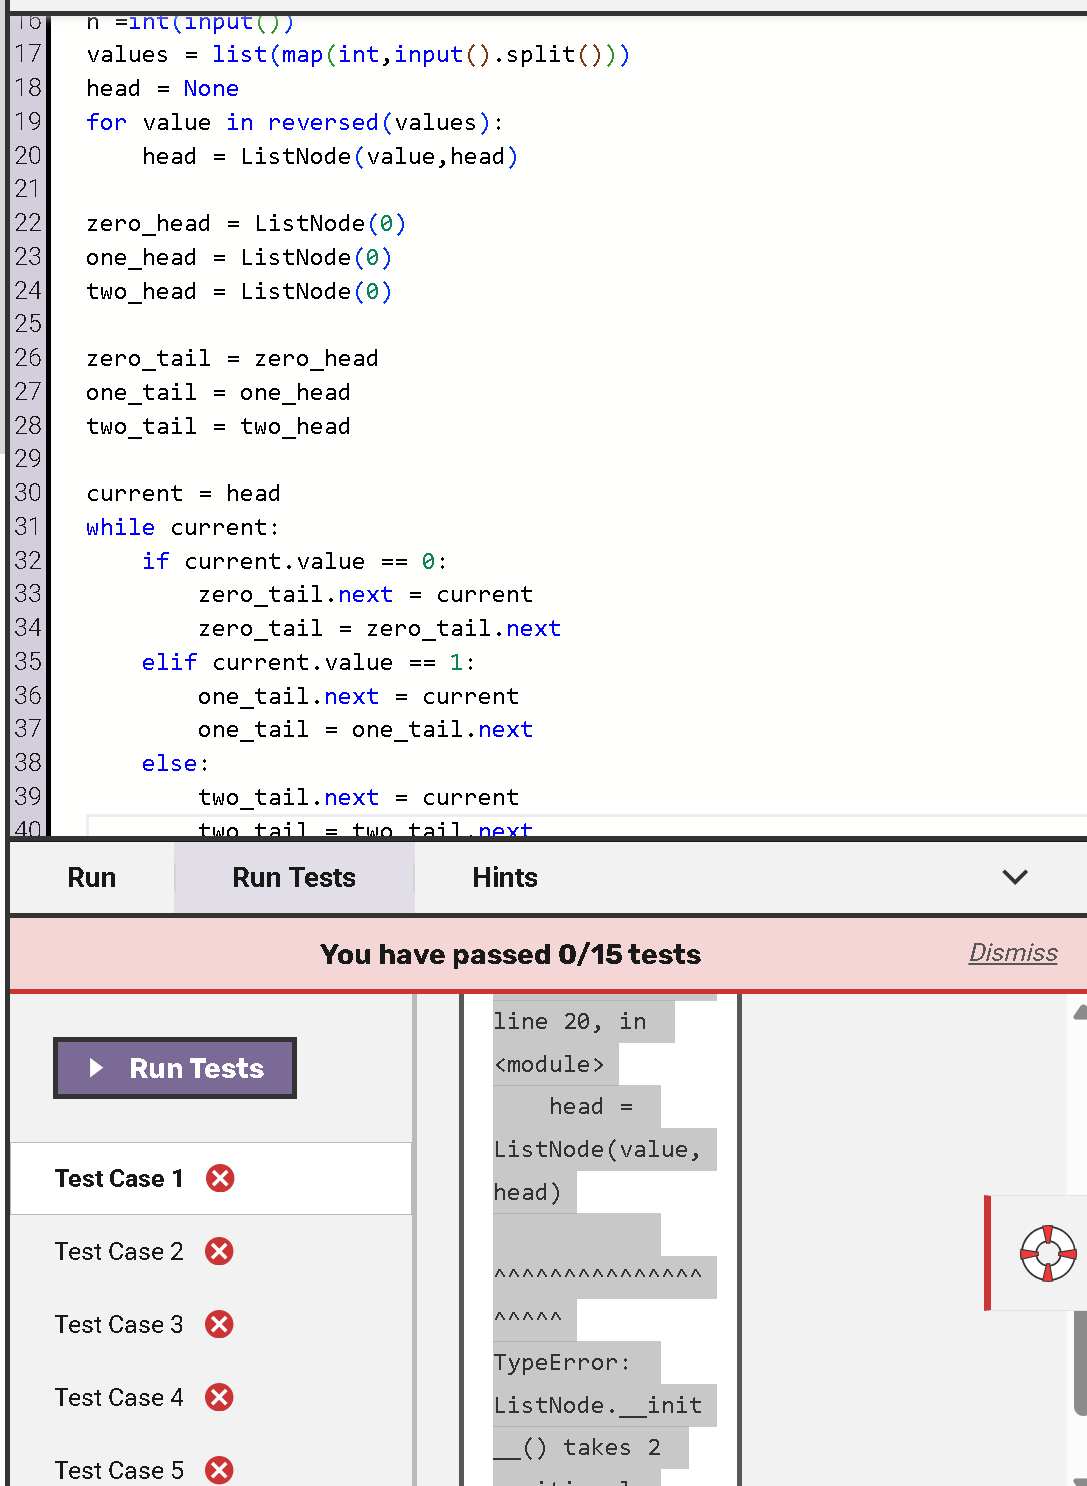 16 n =int(input())
17 values = list(map(int,input().split()))
18 head = None
19 for value in reversed(values):
20     head = ListNode(value,head)
21
22 zero_head = ListNode(0)
23 one_head = ListNode(0)
24 two_head = ListNode(0)
25
26 zero_tail = zero_head
27 one_tail = one_head
28 two_tail = two_head
29
30 current = head
31 while current:
32     if current.value == 0:
33         zero_tail.next = current
34         zero_tail = zero_tail.next
35     elif current.value == 1:
36         one_tail.next = current
37         one_tail = one_tail.next
38     else:
39         two_tail.next = current
40         two_tail = two_tail.next
Run Run Tests Hints
You have passed 0/15 tests Dismiss
Run Tests
Test Case 1
Test Case 2
Test Case 3
Test Case 4
Test Case 5
line 20, in
<module>
    head =
ListNode(value,
head)
^^^^^^^^^^^^^^^
^^^^^
TypeError:
ListNode.__init
__() takes 2